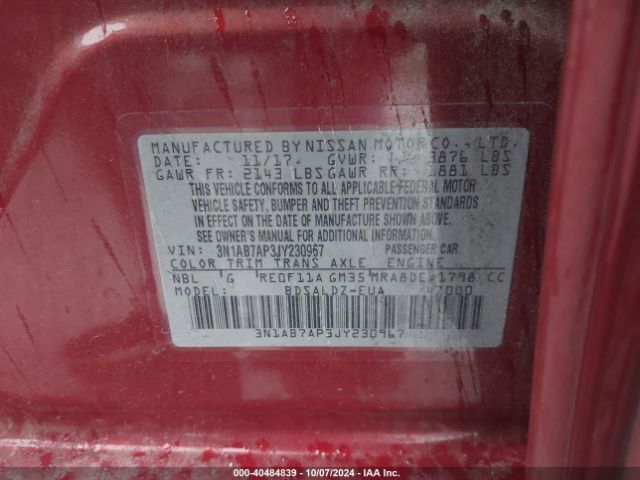 MANUFACTURED BY NISSAN MOTOR CO., LTD.
DATE: 11/17 GVWR: 3876 LBS
GAWR FR: 2143 LBS GAWR RR: 1881 LBS
THIS VEHICLE CONFORMS TO ALL APPLICABLE FEDERAL MOTOR
VEHICLE SAFETY, BUMPER AND THEFT PREVENTION STANDARDS
IN EFFECT ON THE DATE OF MANUFACTURE SHOWN ABOVE.
SEE OWNER'S MANUAL FOR ADDITIONAL INFORMATION.
VIN: 3N1AB7AP3JY230967 PASSENGER CAR.
COLOR TRIM TRANS AXLE ENGINE
NBL G RE0F11A GM35 MRA8DE 1798 CC
MODEL: BDSALDZ-EUA
3N1AB7AP3JY230967
© - 40484839 - 10/07/2024 - IAA Inc.